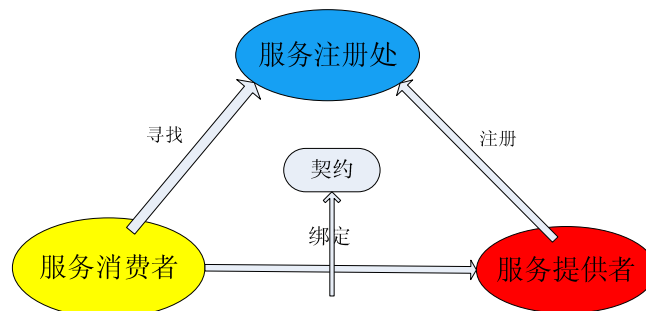 服务注册处
寻找
注册
契约
绑定
服务消费者
服务提供者